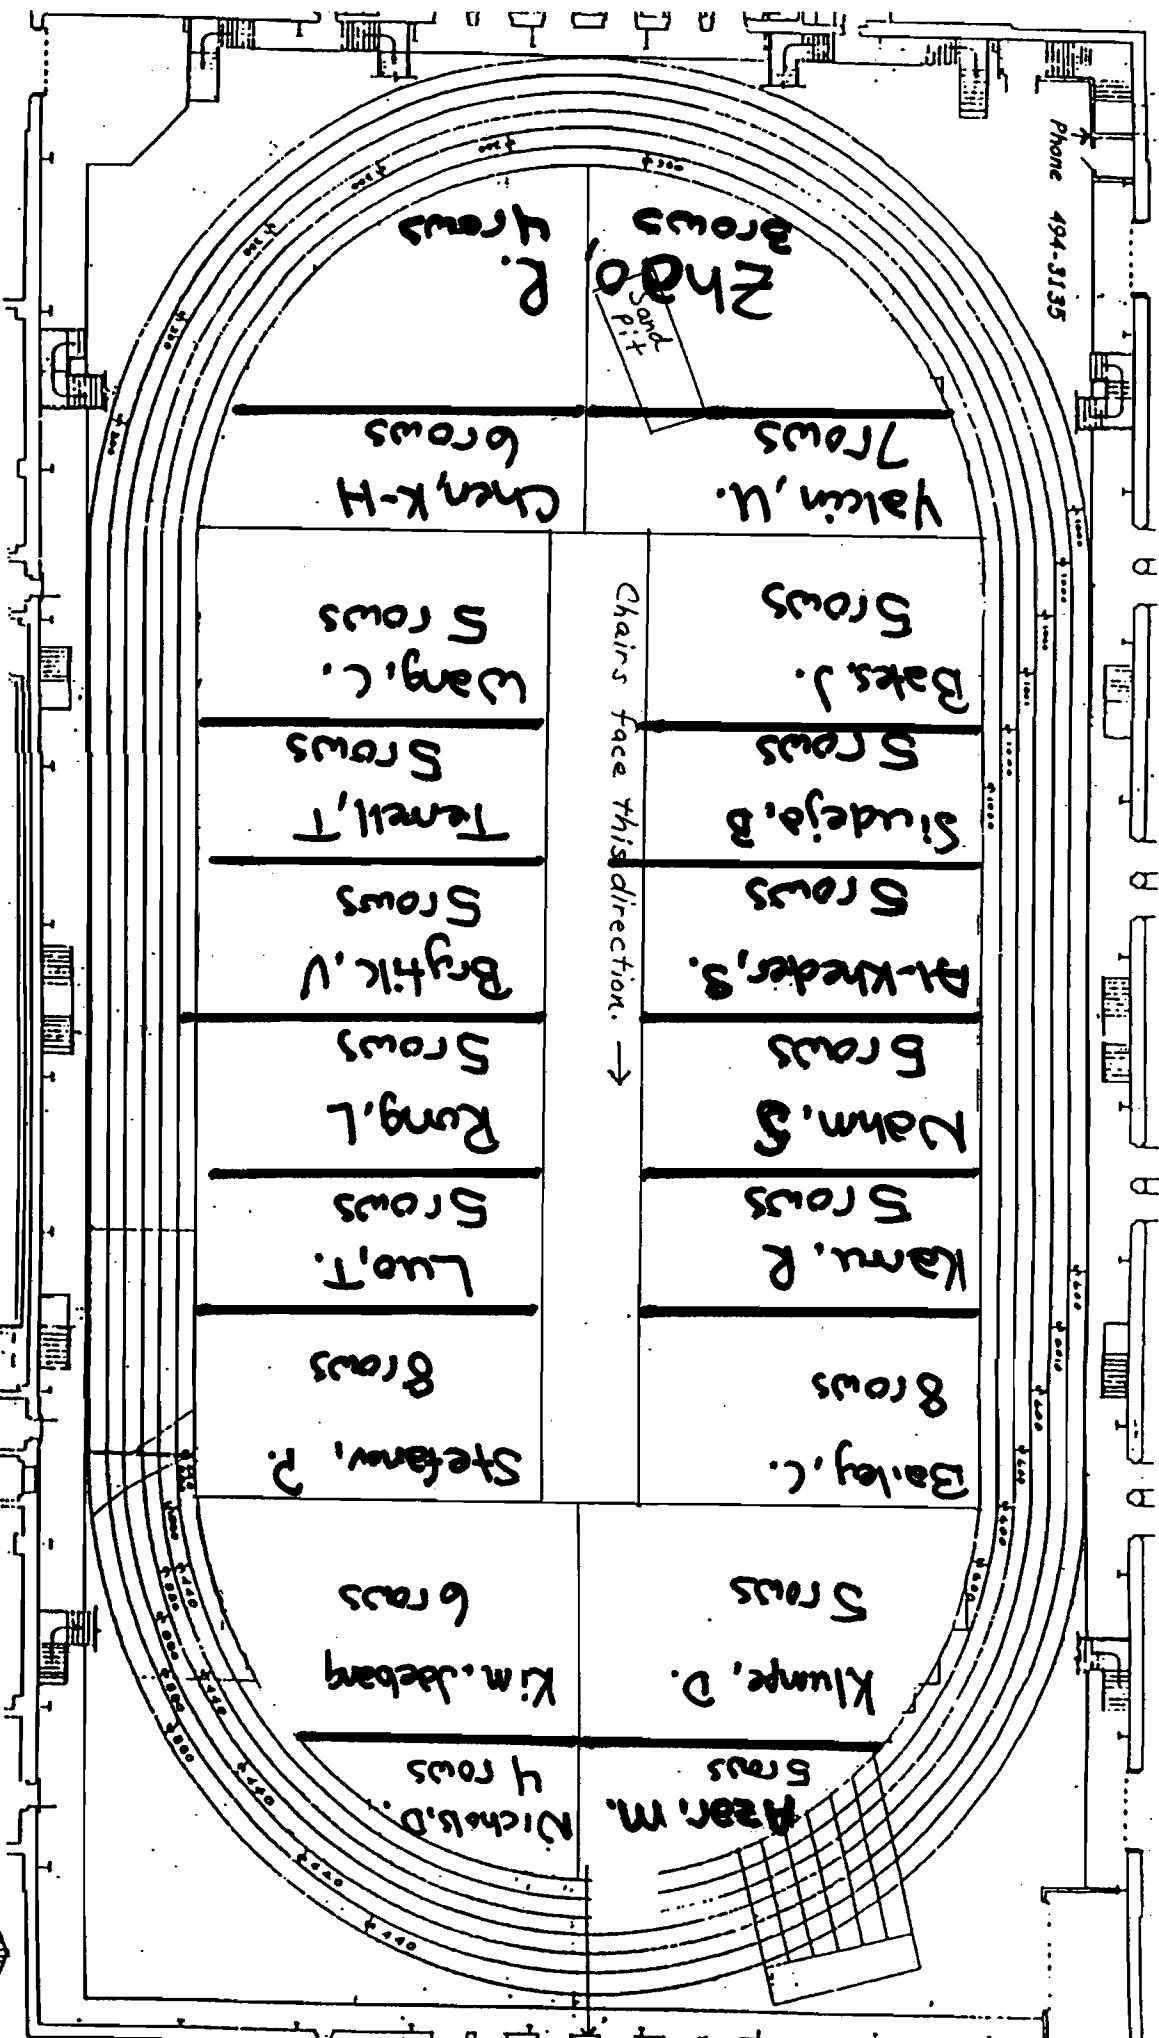 Phone 494-3135
4 rows
3 rows
Zhao, R.
Sand
pit
6 rows
Chen, K-H
7 rows
Yalcin, U.
5 rows
Wang, C.
5 rows
Bates, J.
5 rows
Terrell, T
5 rows
Siudeja, B
5 rows
Brytik, V
5 rows
Al-Kheder, S.
5 rows
Rong, L
5 rows
Nahm, S
5 rows
Luo, T.
5 rows
Kamu, R
8 rows
Stefanov, P.
8 rows
Bailey, C.
6 rows
Kim, Jaebang
5 rows
Klumpe, D.
4 rows
Nichols, D.
5 rows
Azar, M.
Chairs face this direction. →